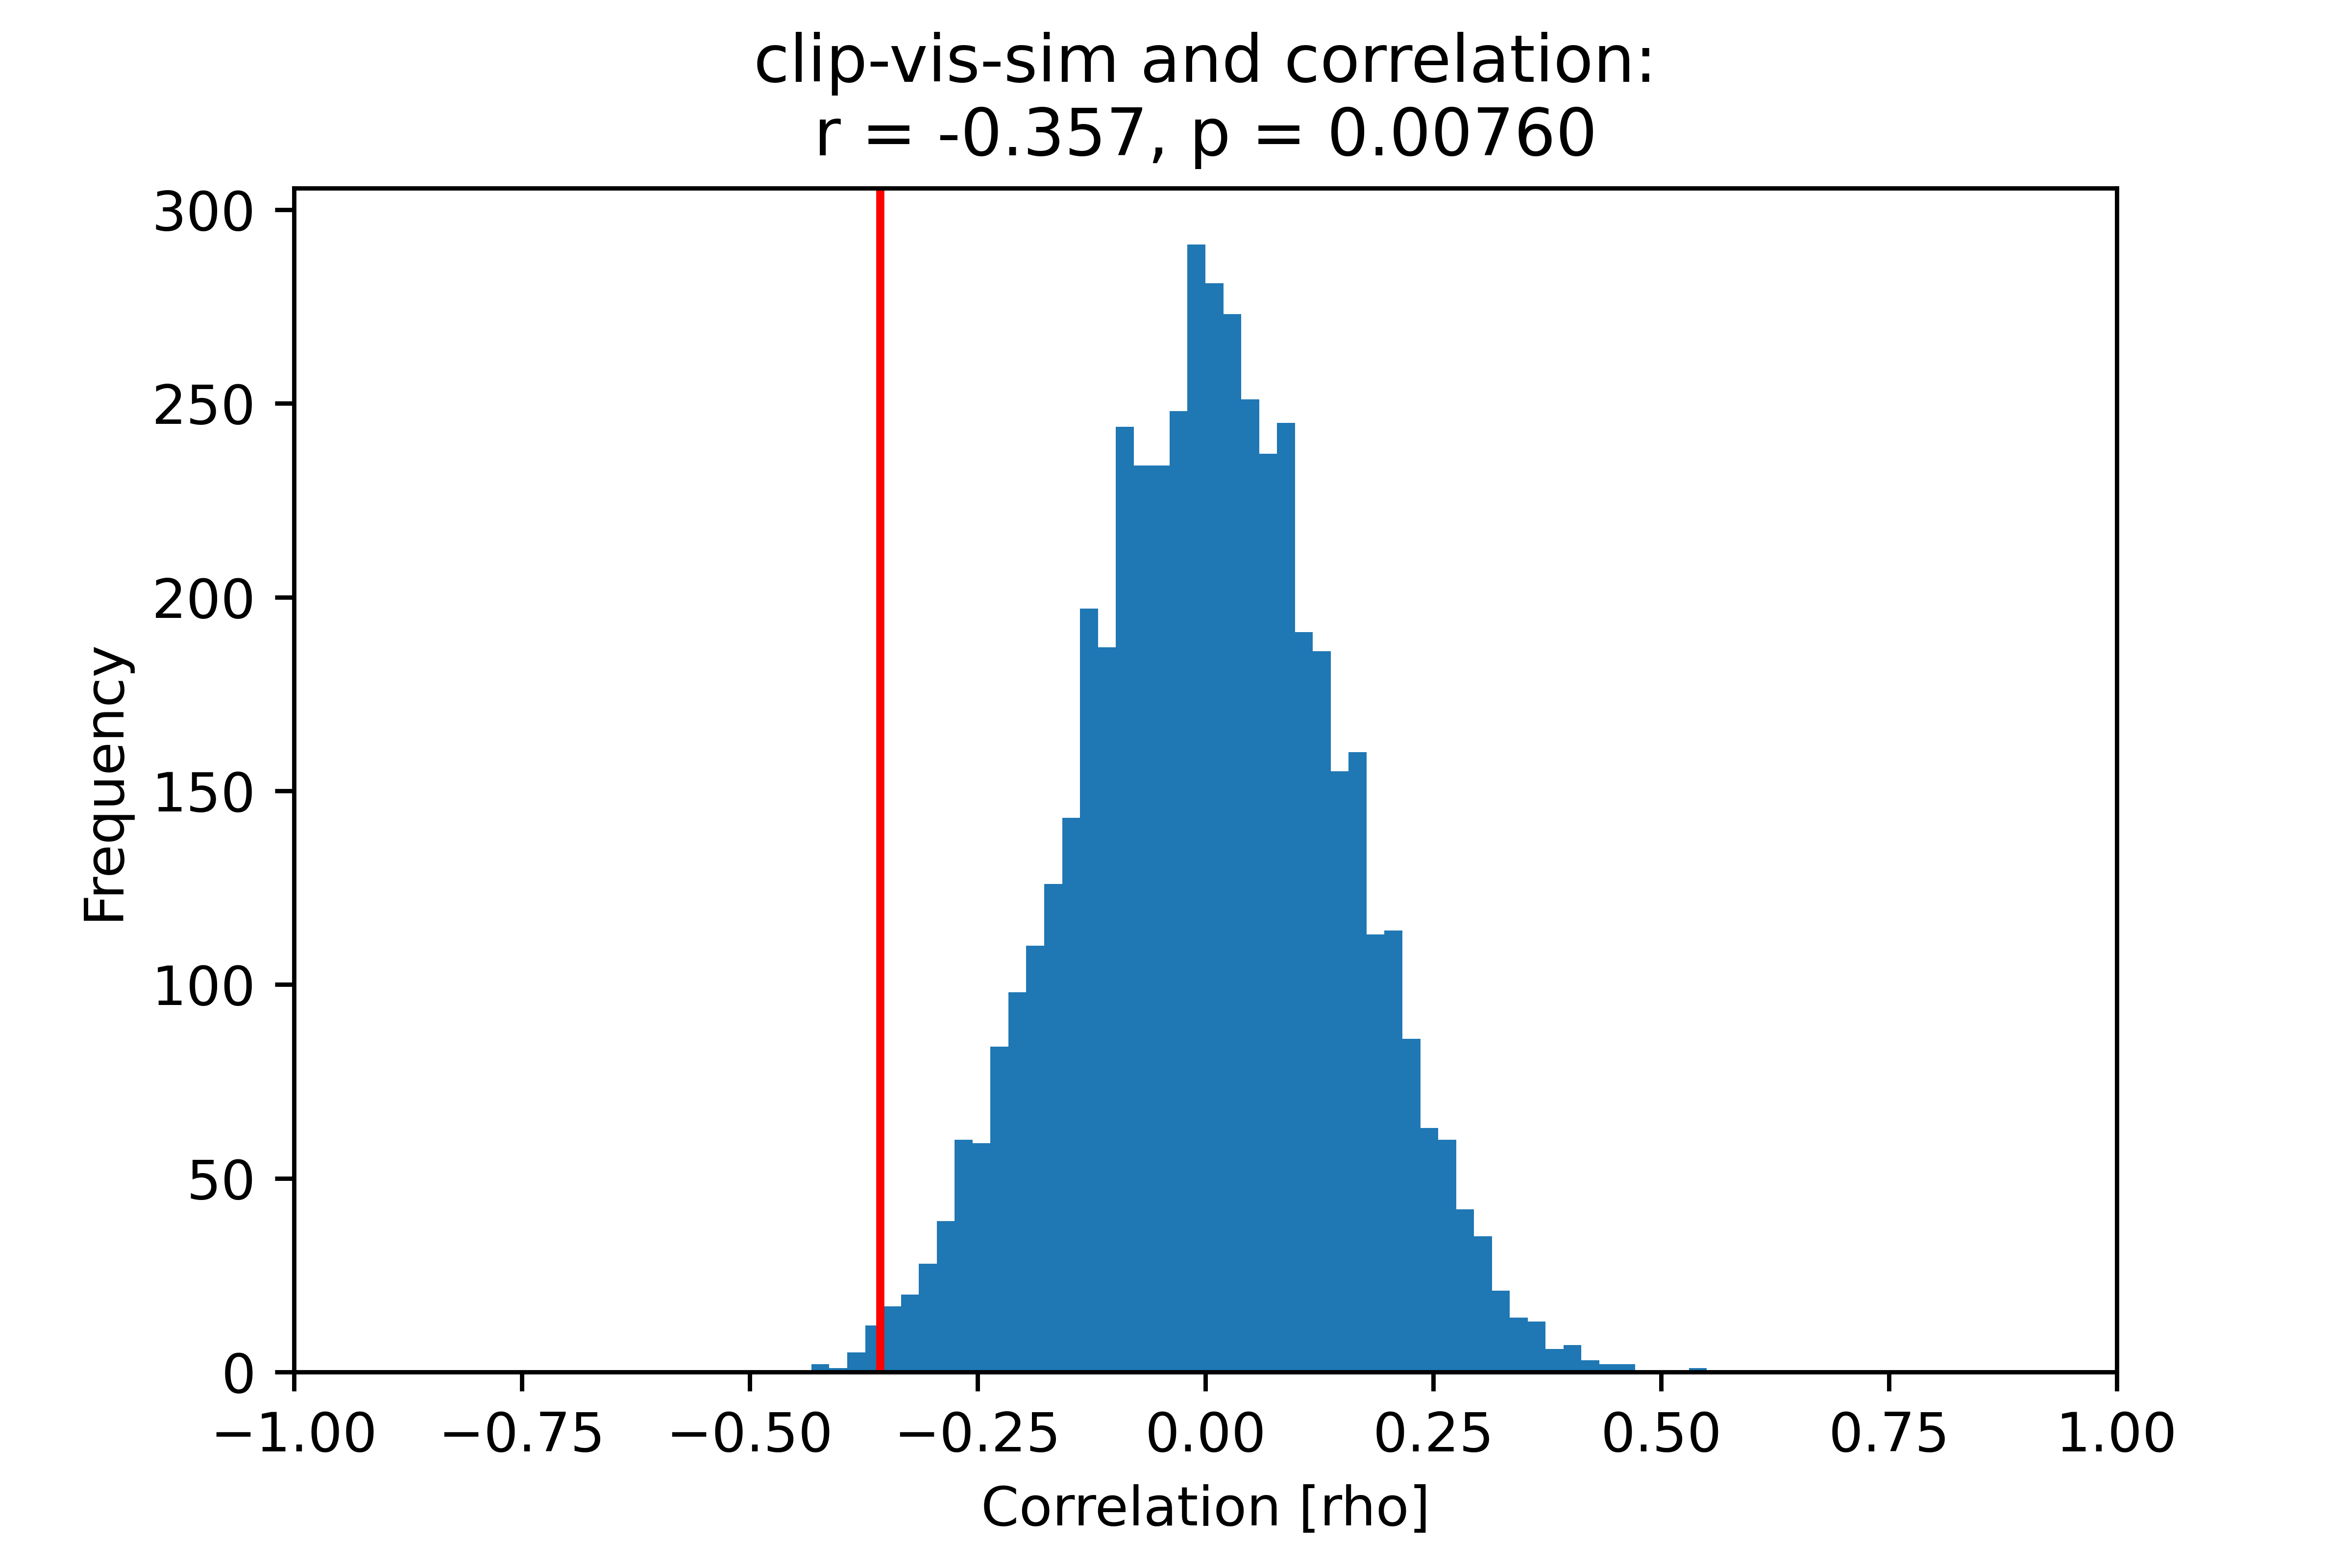 clip-vis-sim and correlation:
r = -0.357, p = 0.00760
300
250
200
150
100
50
0
Frequency
−1.00 −0.75 −0.50 −0.25 0.00 0.25 0.50 0.75 1.00
Correlation [rho]